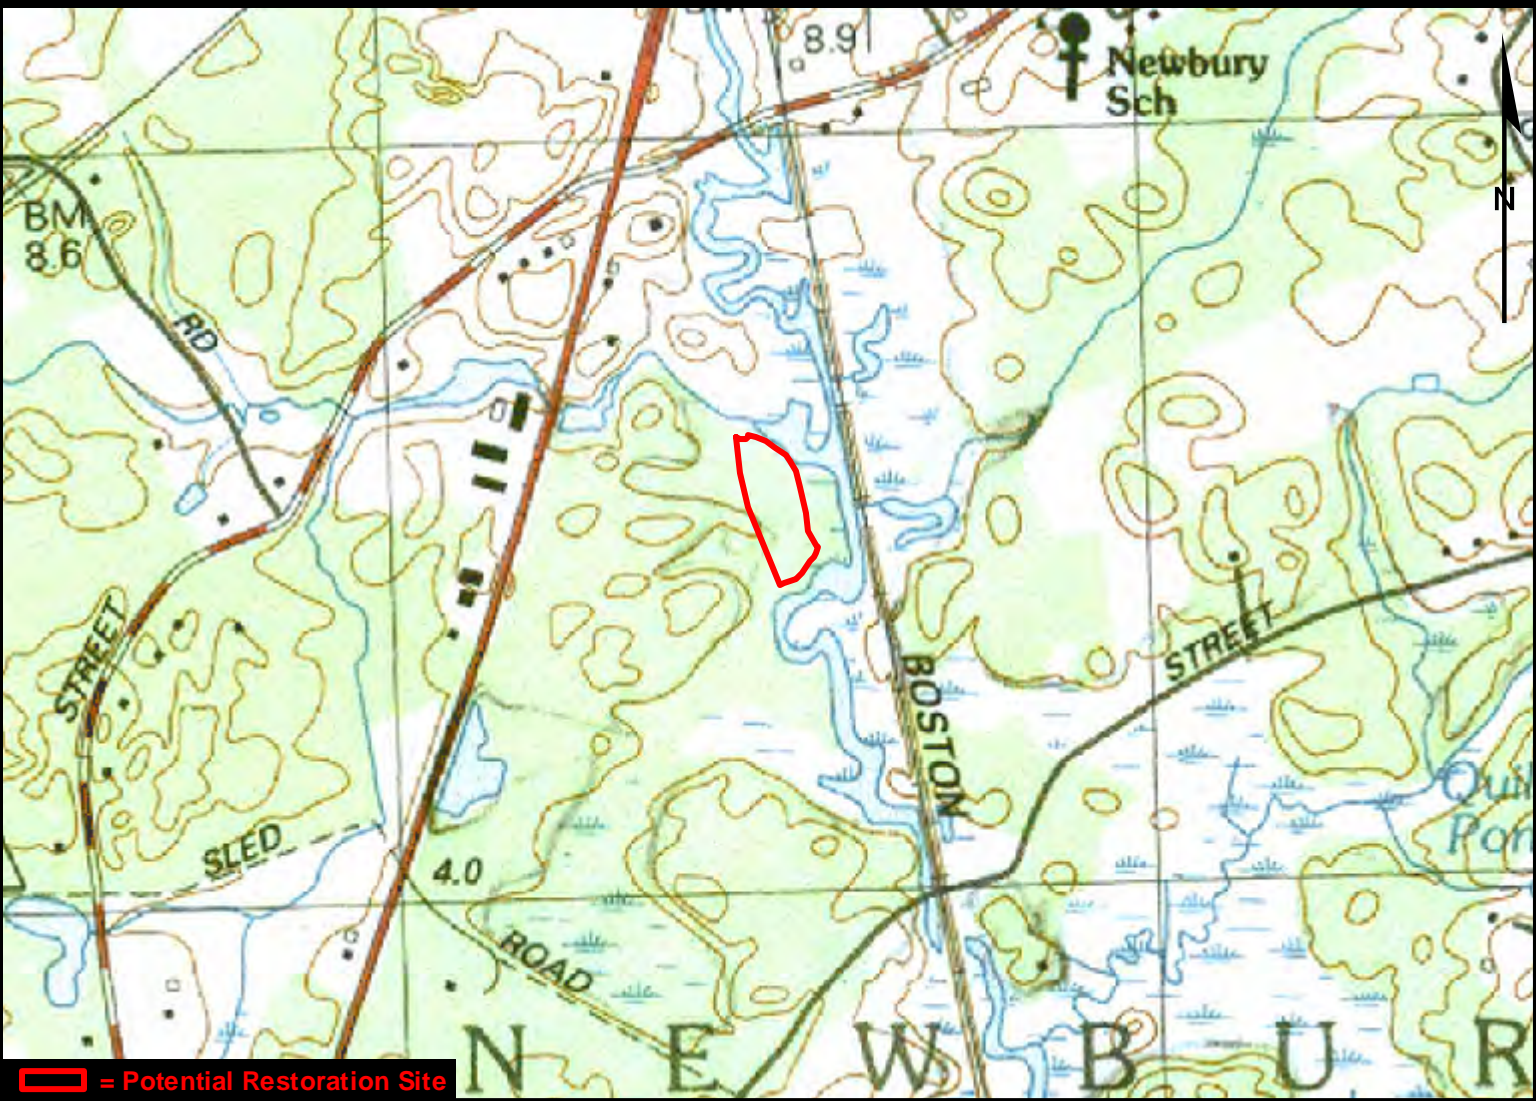 8.9
Newbury
Sch
N
BM
8.6
RD
STREET
STREET
BOSTON
SLED
4.0
ROAD
N E W B U R
= Potential Restoration Site